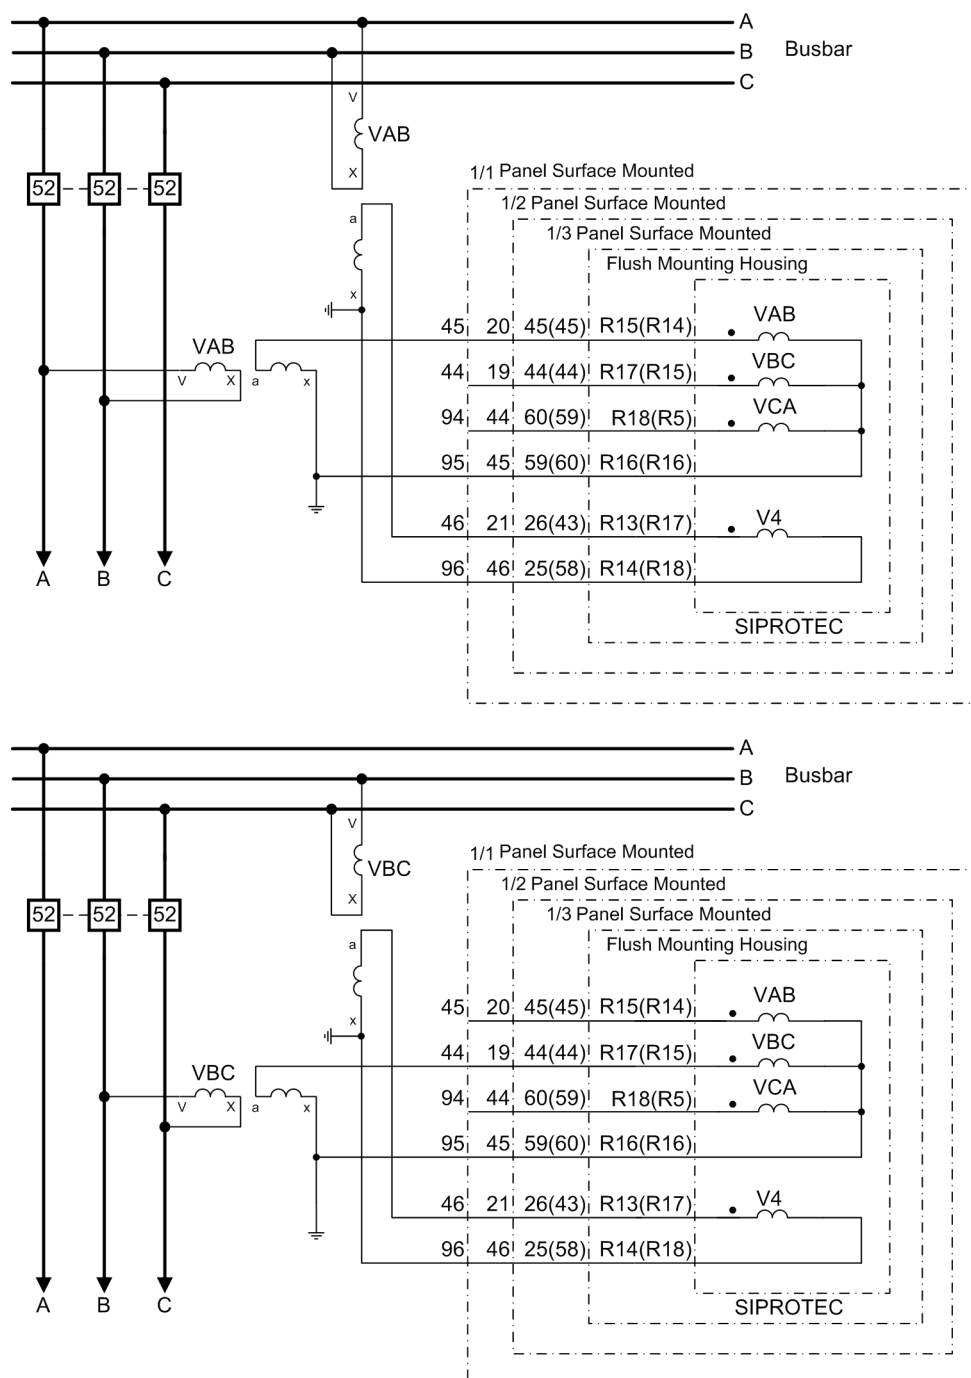 A
B Busbar
C
V
VAB
X
1/1 Panel Surface Mounted
52 52 52
1/2 Panel Surface Mounted
a
1/3 Panel Surface Mounted
Flush Mounting Housing
x
VAB
45 20 45(45) R15(R14)
VAB
VBC
44 19 44(44) R17(R15)
V X a x
VCA
94 44 60(59) R18(R5)
95 45 59(60) R16(R16)
46 21 26(43) R13(R17) V4
96 46 25(58) R14(R18)
A B C
SIPROTEC
A
B Busbar
C
V
1/1 Panel Surface Mounted
VBC
1/2 Panel Surface Mounted
X
52 52 52
1/3 Panel Surface Mounted
a
Flush Mounting Housing
VAB
45 20 45(45) R15(R14)
x
VBC
44 19 44(44) R17(R15)
VBC
VCA
94 44 60(59) R18(R5)
V X a x
95 45 59(60) R16(R16)
46 21 26(43) R13(R17) V4
96 46 25(58) R14(R18)
A B C
SIPROTEC